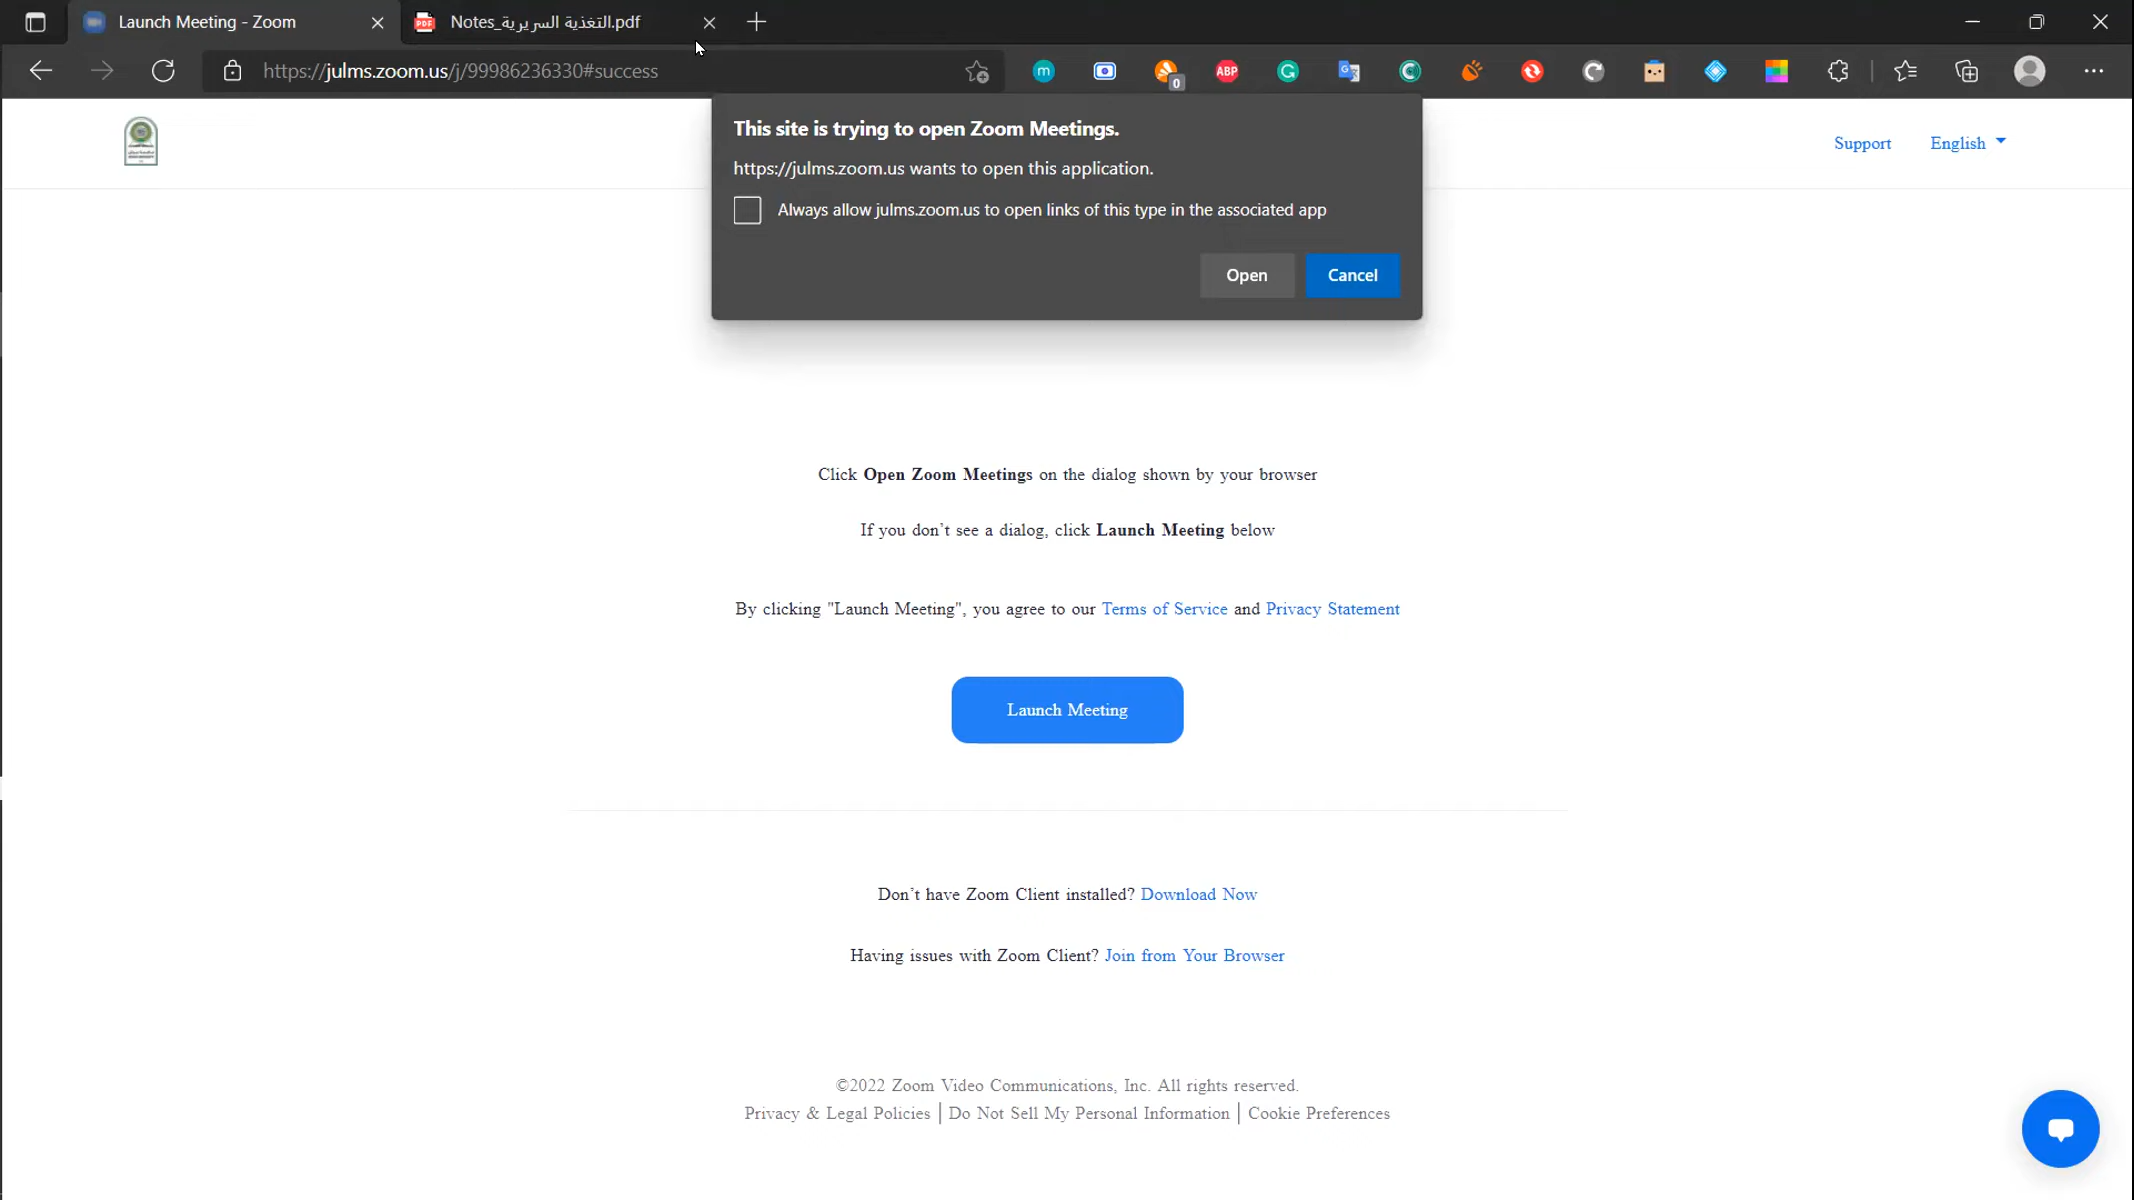 Launch Meeting - Zoom
Notes_التغذية السريرية.pdf
https://julms.zoom.us/j/99986236330#success
m
0
ABP
G
This site is trying to open Zoom Meetings.
https://julms.zoom.us wants to open this application.
Always allow julms.zoom.us to open links of this type in the associated app
Open
Cancel
Support
English
Click Open Zoom Meetings on the dialog shown by your browser
If you don't see a dialog, click Launch Meeting below
By clicking "Launch Meeting", you agree to our Terms of Service and Privacy Statement
Launch Meeting
Don't have Zoom Client installed? Download Now
Having issues with Zoom Client? Join from Your Browser
©2022 Zoom Video Communications, Inc. All rights reserved.
Privacy & Legal Policies | Do Not Sell My Personal Information | Cookie Preferences